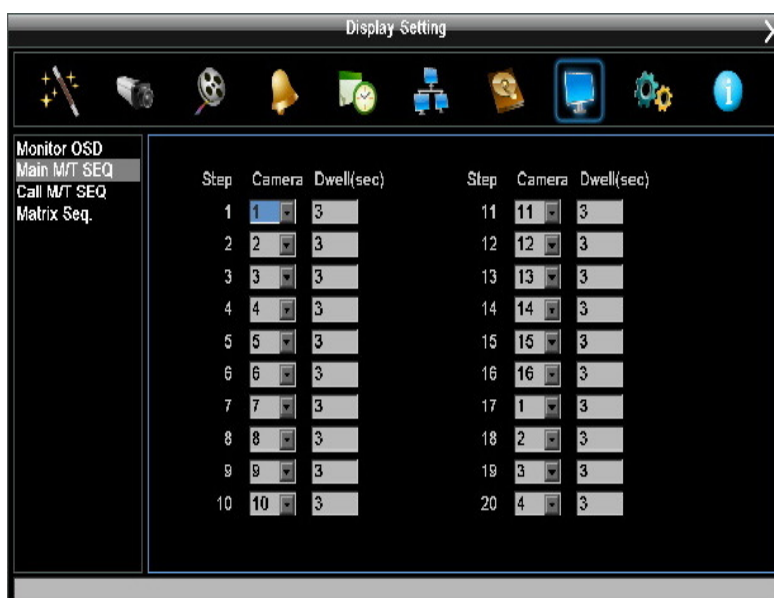 Display Setting
Monitor OSD
Main M/T SEQ
Call M/T SEQ
Matrix Seq.
Step Camera Dwell(sec) Step Camera Dwell(sec)
1 1 3 11 11 3
2 2 3 12 12 3
3 3 3 13 13 3
4 4 3 14 14 3
5 5 3 15 15 3
6 6 3 16 16 3
7 7 3 17 1 3
8 8 3 18 2 3
9 9 3 19 3 3
10 10 3 20 4 3